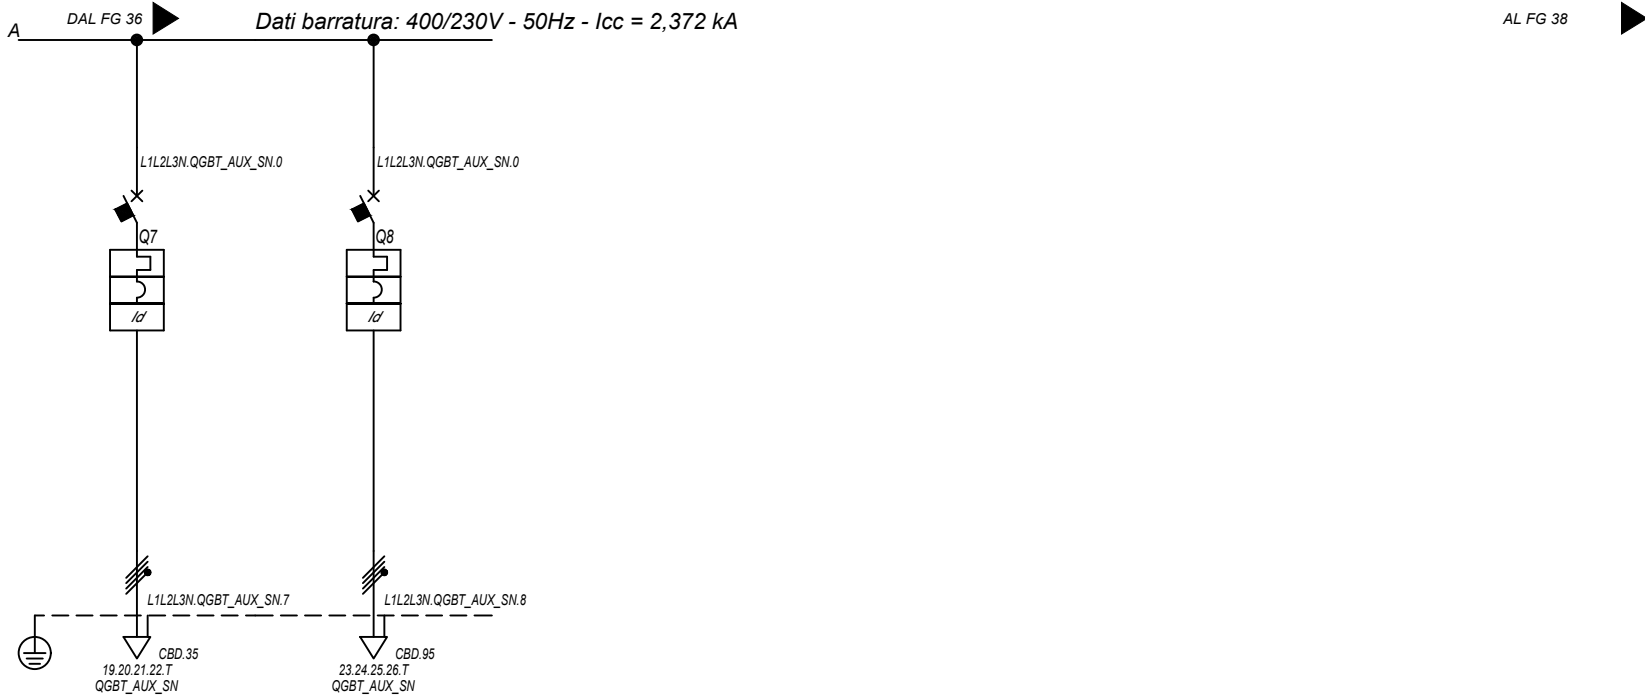 DAL FG 36
Dati barratura: 400/230V - 50Hz - Icc = 2,372 kA
AL FG 38
A
L1L2L3N.QGBT_AUX_SN.0
L1L2L3N.QGBT_AUX_SN.0
Q7
Q8
Id
Id
L1L2L3N.QGBT_AUX_SN.7
L1L2L3N.QGBT_AUX_SN.8
CBD.35
19.20.21.22.T
QGBT_AUX_SN
CBD.95
23.24.25.26.T
QGBT_AUX_SN